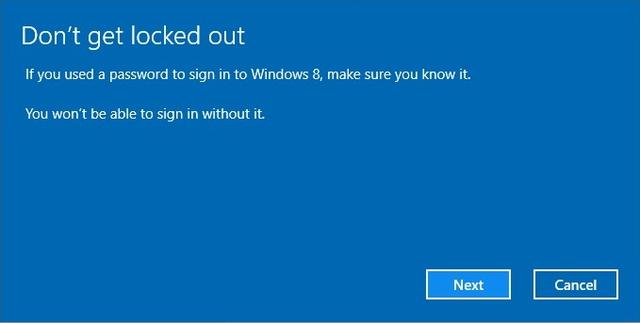 Don't get locked out
If you used a password to sign in to Windows 8, make sure you know it.
You won't be able to sign in without it.
Next
Cancel